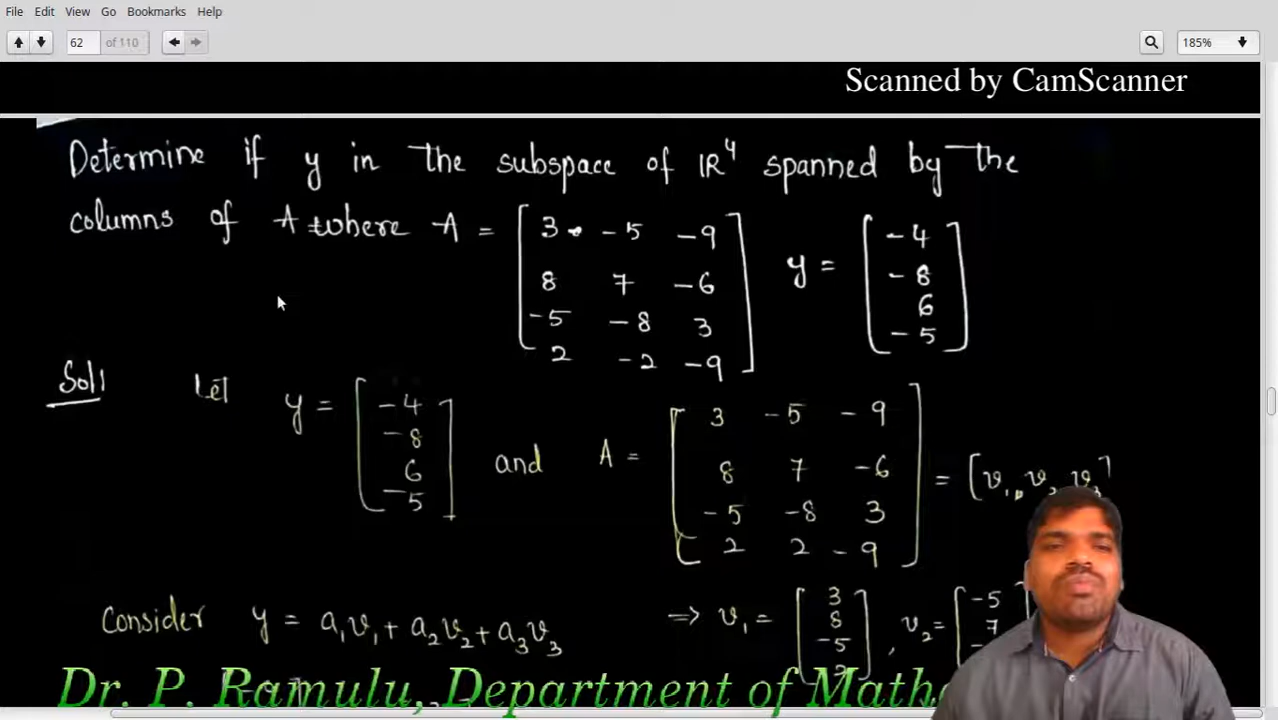 File Edit View Go Bookmarks Help
62 of 110 185%
Scanned by CamScanner
Determine if y in the subspace of IR⁴ spanned by the
columns of A where A = [ 3 -5 -9 ; 8 7 -6 ; -5 -8 3 ; 2 -2 -9 ] y = [ -4 ; -8 ; 6 ; -5 ]
Sol: Let y = [ -4 ; -8 ; 6 ; -5 ] and A = [ 3 -5 -9 ; 8 7 -6 ; -5 -8 3 ; 2 2 -9 ] = [v₁, v₂ v₃]
Consider y = a₁v₁ + a₂v₂ + a₃v₃ ⇒ v₁ = [ 3 ; 8 ; -5 ; 2 ], v₂ = [ -5 ; 7
Dr. P. Ramulu, Department of Mathe